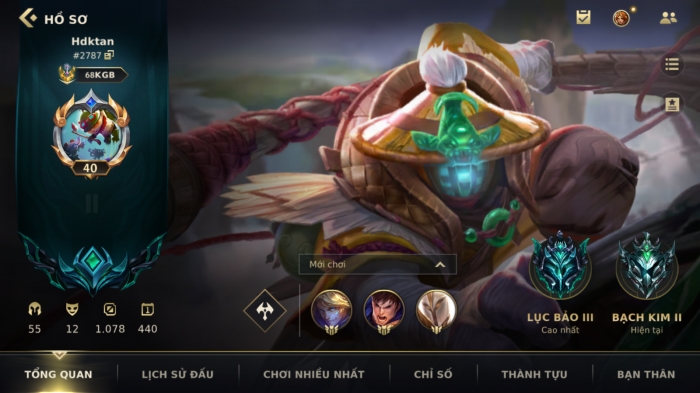 HỒ SƠ
Hdktan
#2787
68KGB
40
Mới chơi
LỤC BẢO III
Cao nhất
BẠCH KIM II
Hiện tại
55
12
1.078
440
TỔNG QUAN
LỊCH SỬ ĐẤU
CHƠI NHIỀU NHẤT
CHỈ SỐ
THÀNH TỰU
BẠN THÂN